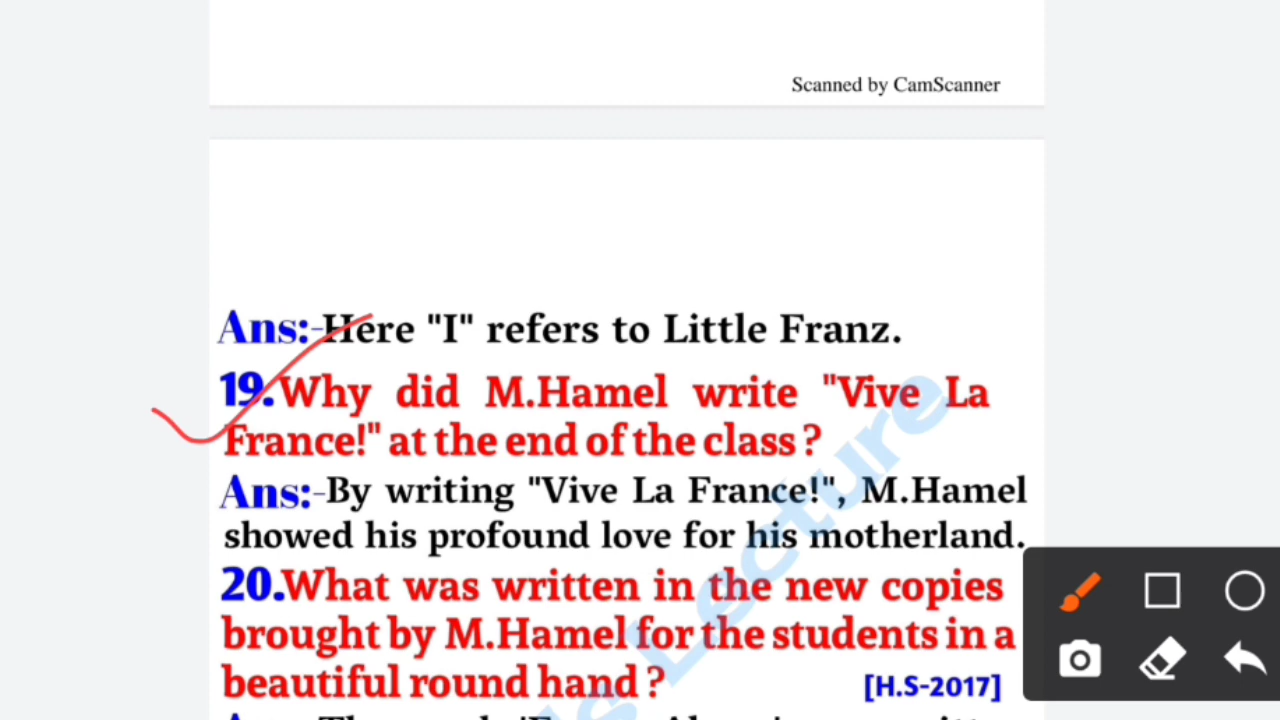 Scanned by CamScanner
Ans:-Here "I" refers to Little Franz.
19.Why did M.Hamel write "Vive La
France!" at the end of the class ?
Ans:-By writing "Vive La France!", M.Hamel
showed his profound love for his motherland.
20.What was written in the new copies
brought by M.Hamel for the students in a
beautiful round hand ? [H.S-2017]
Lecture